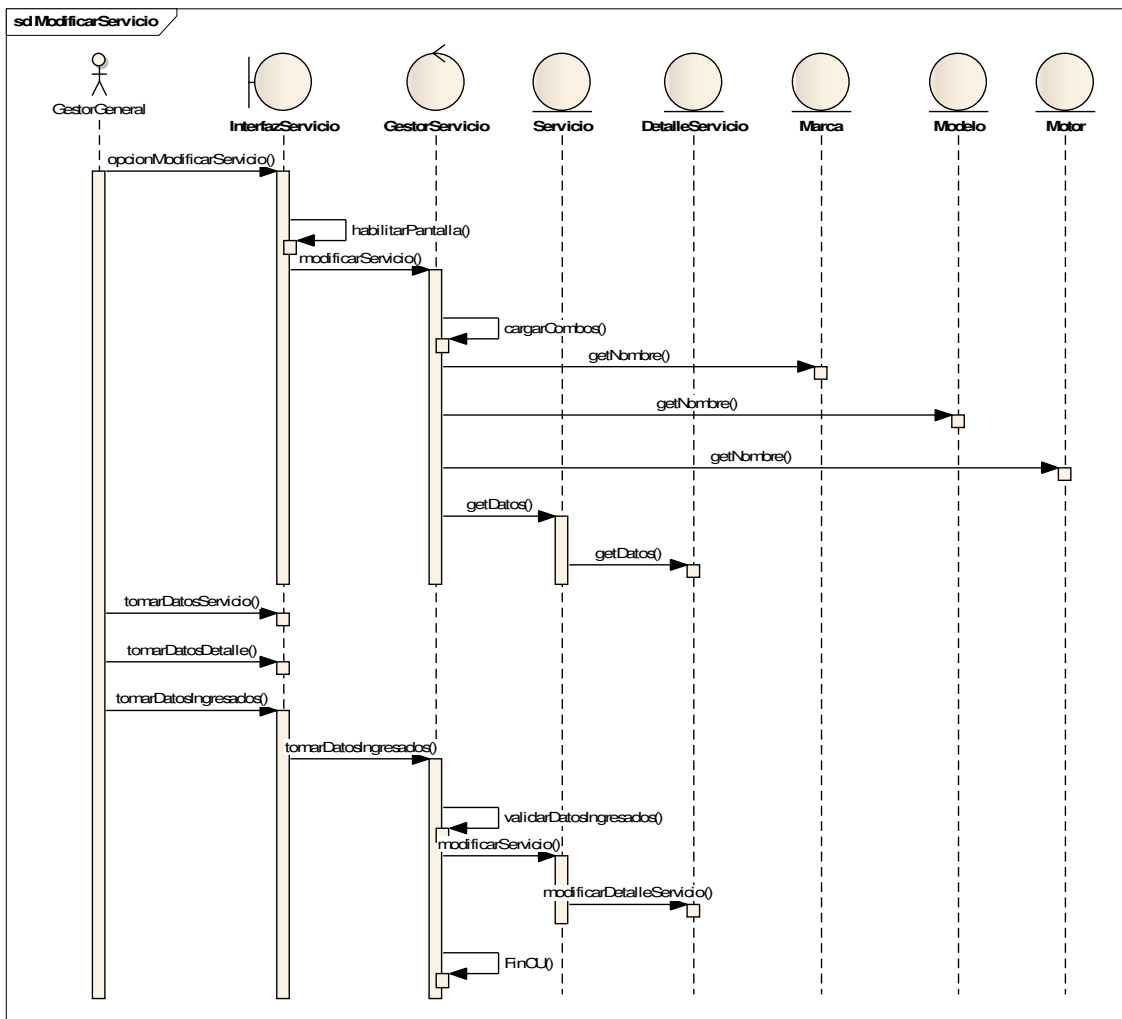 sd ModificarServicio
GestorGeneral
InterfazServicio
GestorServicio
Servicio
DetalleServicio
Marca
Modelo
Motor
opcionModificarServicio()
habilitarPantalla()
modificarServicio()
cargarCombos()
getNombre()
getNombre()
getNombre()
getDatos()
getDatos()
tomarDatosServicio()
tomarDatosDetalle()
tomarDatosIngresados()
tomarDatosIngresados()
validarDatosIngresados()
modificarServicio()
modificarDetalleServicio()
FinCU()